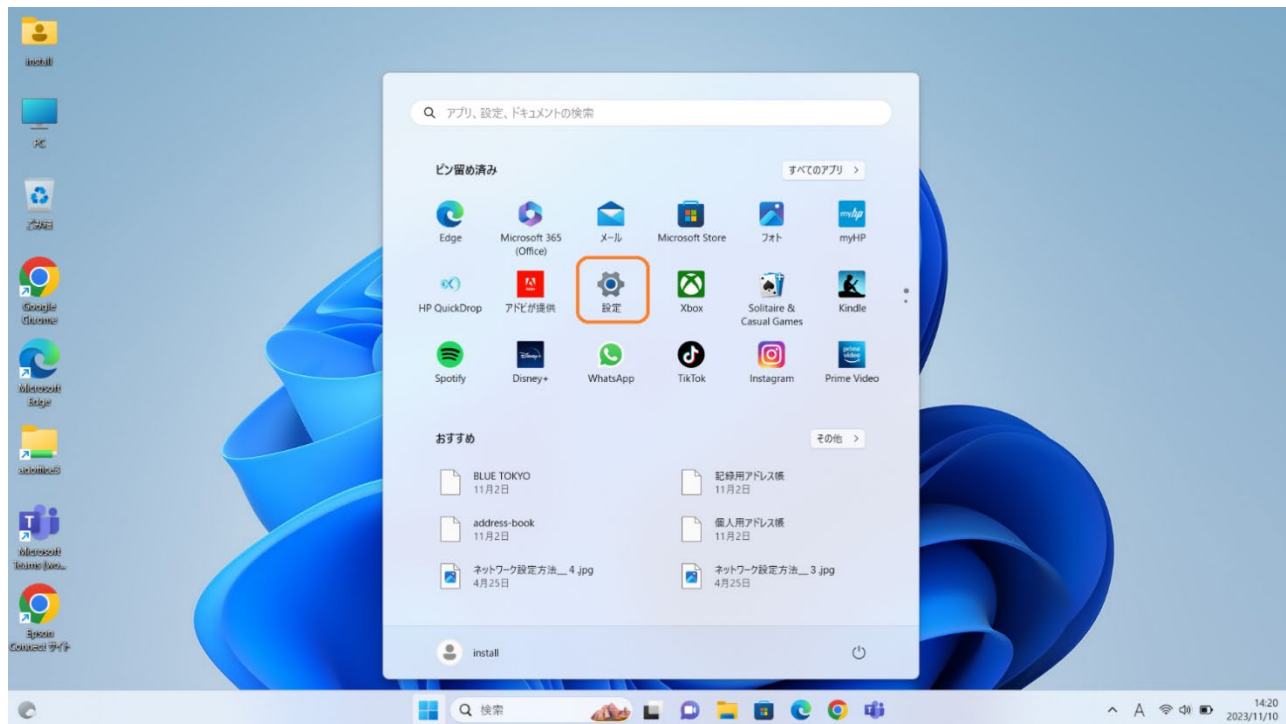 install
PC
ごみ箱
Google
Chrome
Microsoft
Edge
Microsoft
Teams (wo...
Epson
Connect サイト
アプリ、設定、ドキュメントの検索
ピン留め済み
すべてのアプリ >
Edge
Microsoft 365
(Office)
メール
Microsoft Store
フォト
myhp
myHP
HP QuickDrop
アドビが提供
設定
Xbox
Solitaire &
Casual Games
Kindle
Spotify
Disney+
Disney+
WhatsApp
TikTok
Instagram
prime
video
Prime Video
おすすめ
その他 >
BLUE TOKYO
11月2日
記録用アドレス帳
11月2日
address-book
11月2日
個人用アドレス帳
11月2日
ネットワーク設定方法__4.jpg
4月25日
ネットワーク設定方法__3.jpg
4月25日
install
検索
A
14:20
2023/11/10